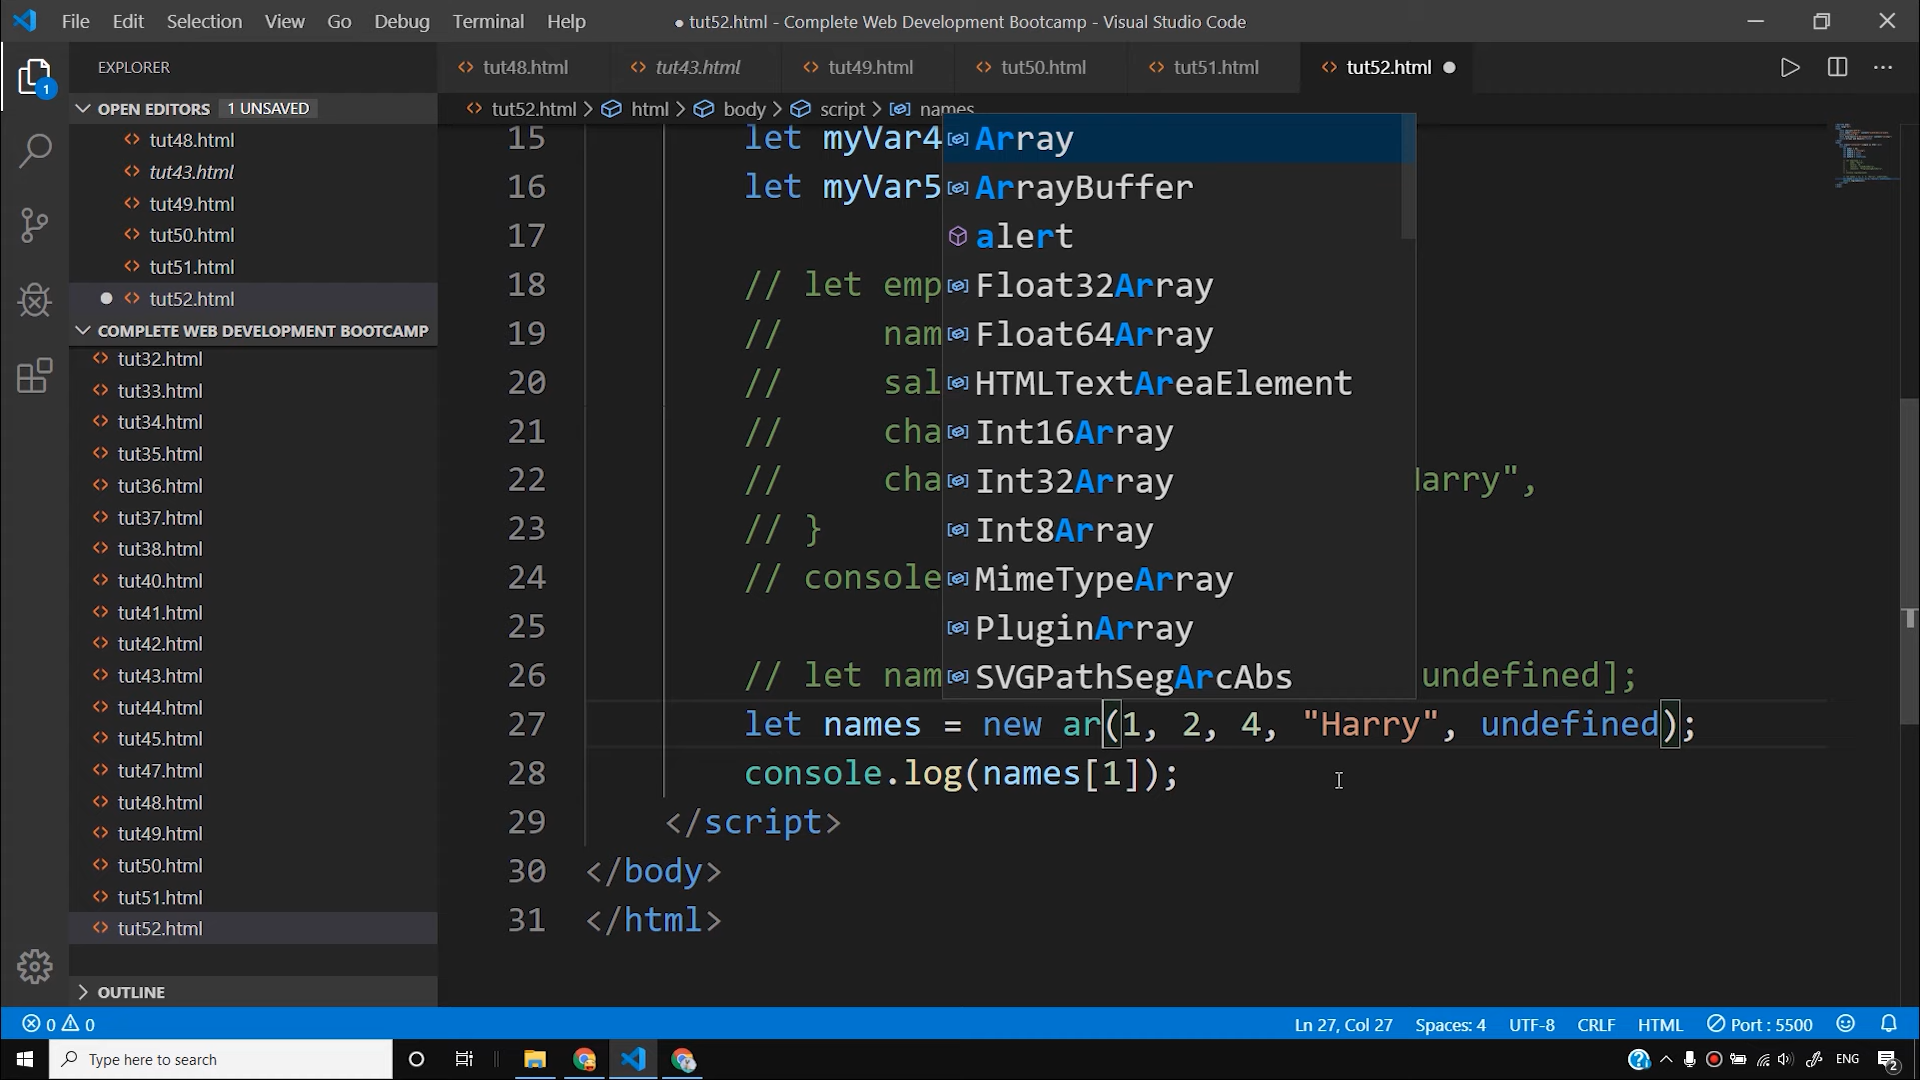 File Edit Selection View Go Debug Terminal Help
● tut52.html - Complete Web Development Bootcamp - Visual Studio Code
EXPLORER
OPEN EDITORS 1 UNSAVED
tut48.html
tut43.html
tut49.html
tut50.html
tut51.html
tut52.html
COMPLETE WEB DEVELOPMENT BOOTCAMP
tut32.html
tut33.html
tut34.html
tut35.html
tut36.html
tut37.html
tut38.html
tut40.html
tut41.html
tut42.html
tut43.html
tut44.html
tut45.html
tut47.html
tut48.html
tut49.html
tut50.html
tut51.html
tut52.html
OUTLINE
1
tut48.html tut43.html tut49.html tut50.html tut51.html tut52.html
tut52.html > html > body > script > names
15 let myVar4
16 let myVar5
17
18 // let emp
19 // nam
20 // sal
21 // cha
22 // cha arry",
23 // }
24 // console
25
26 // let nam undefined];
27 let names = new ar(1, 2, 4, "Harry", undefined);
28 console.log(names[1]);
29 </script>
30 </body>
31 </html>
Array
ArrayBuffer
alert
Float32Array
Float64Array
HTMLTextAreaElement
Int16Array
Int32Array
Int8Array
MimeTypeArray
PluginArray
SVGPathSegArcAbs
0 0 Ln 27, Col 27 Spaces: 4 UTF-8 CRLF HTML Port : 5500
Type here to search
ENG
2